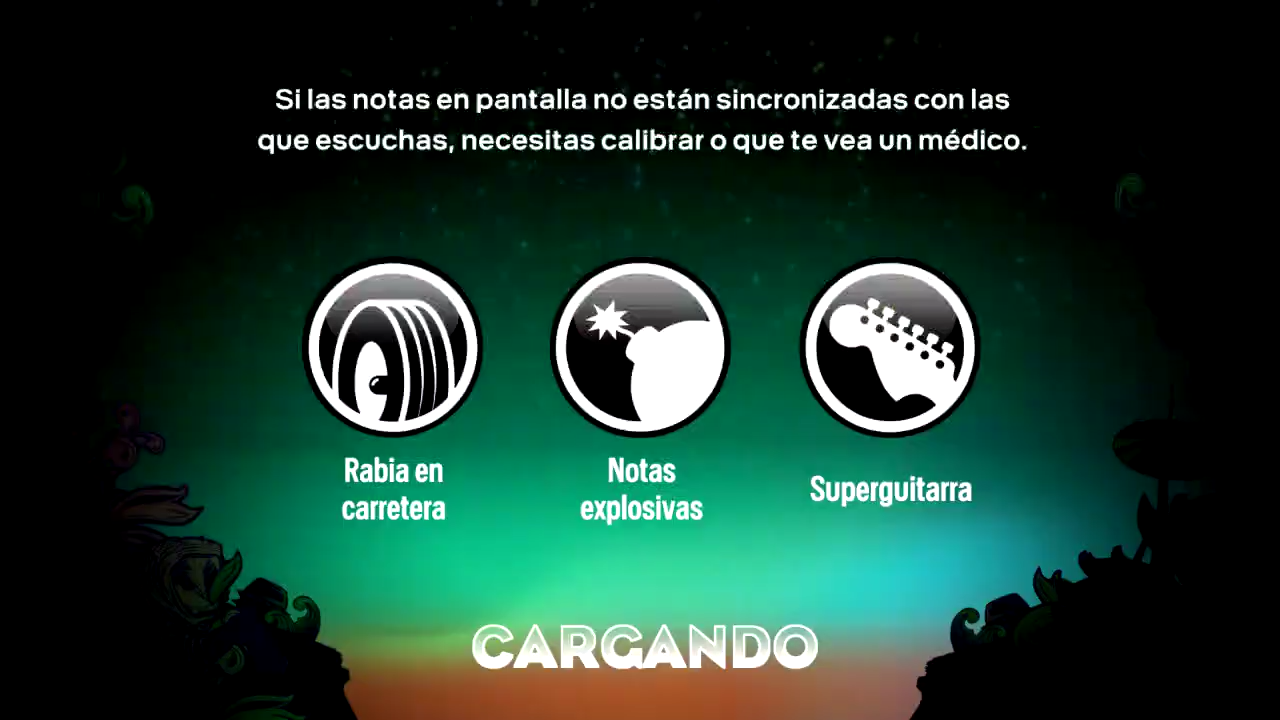 Si las notas en pantalla no están sincronizadas con las
que escuchas, necesitas calibrar o que te vea un médico.
Rabia en
carretera
Notas
explosivas
Superguitarra
CARGANDO